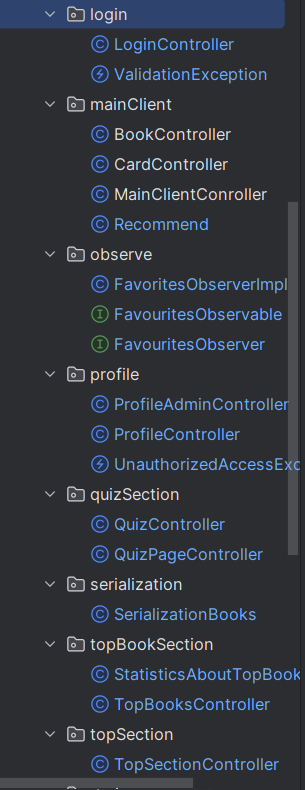 login
LoginController
ValidationException
mainClient
BookController
CardController
MainClientConroller
Recommend
observe
FavoritesObserverImpl
FavouritesObservable
FavouritesObserver
profile
ProfileAdminController
ProfileController
UnauthorizedAccessExc
quizSection
QuizController
QuizPageController
serialization
SerializationBooks
topBookSection
StatisticsAboutTopBook
TopBooksController
topSection
TopSectionController